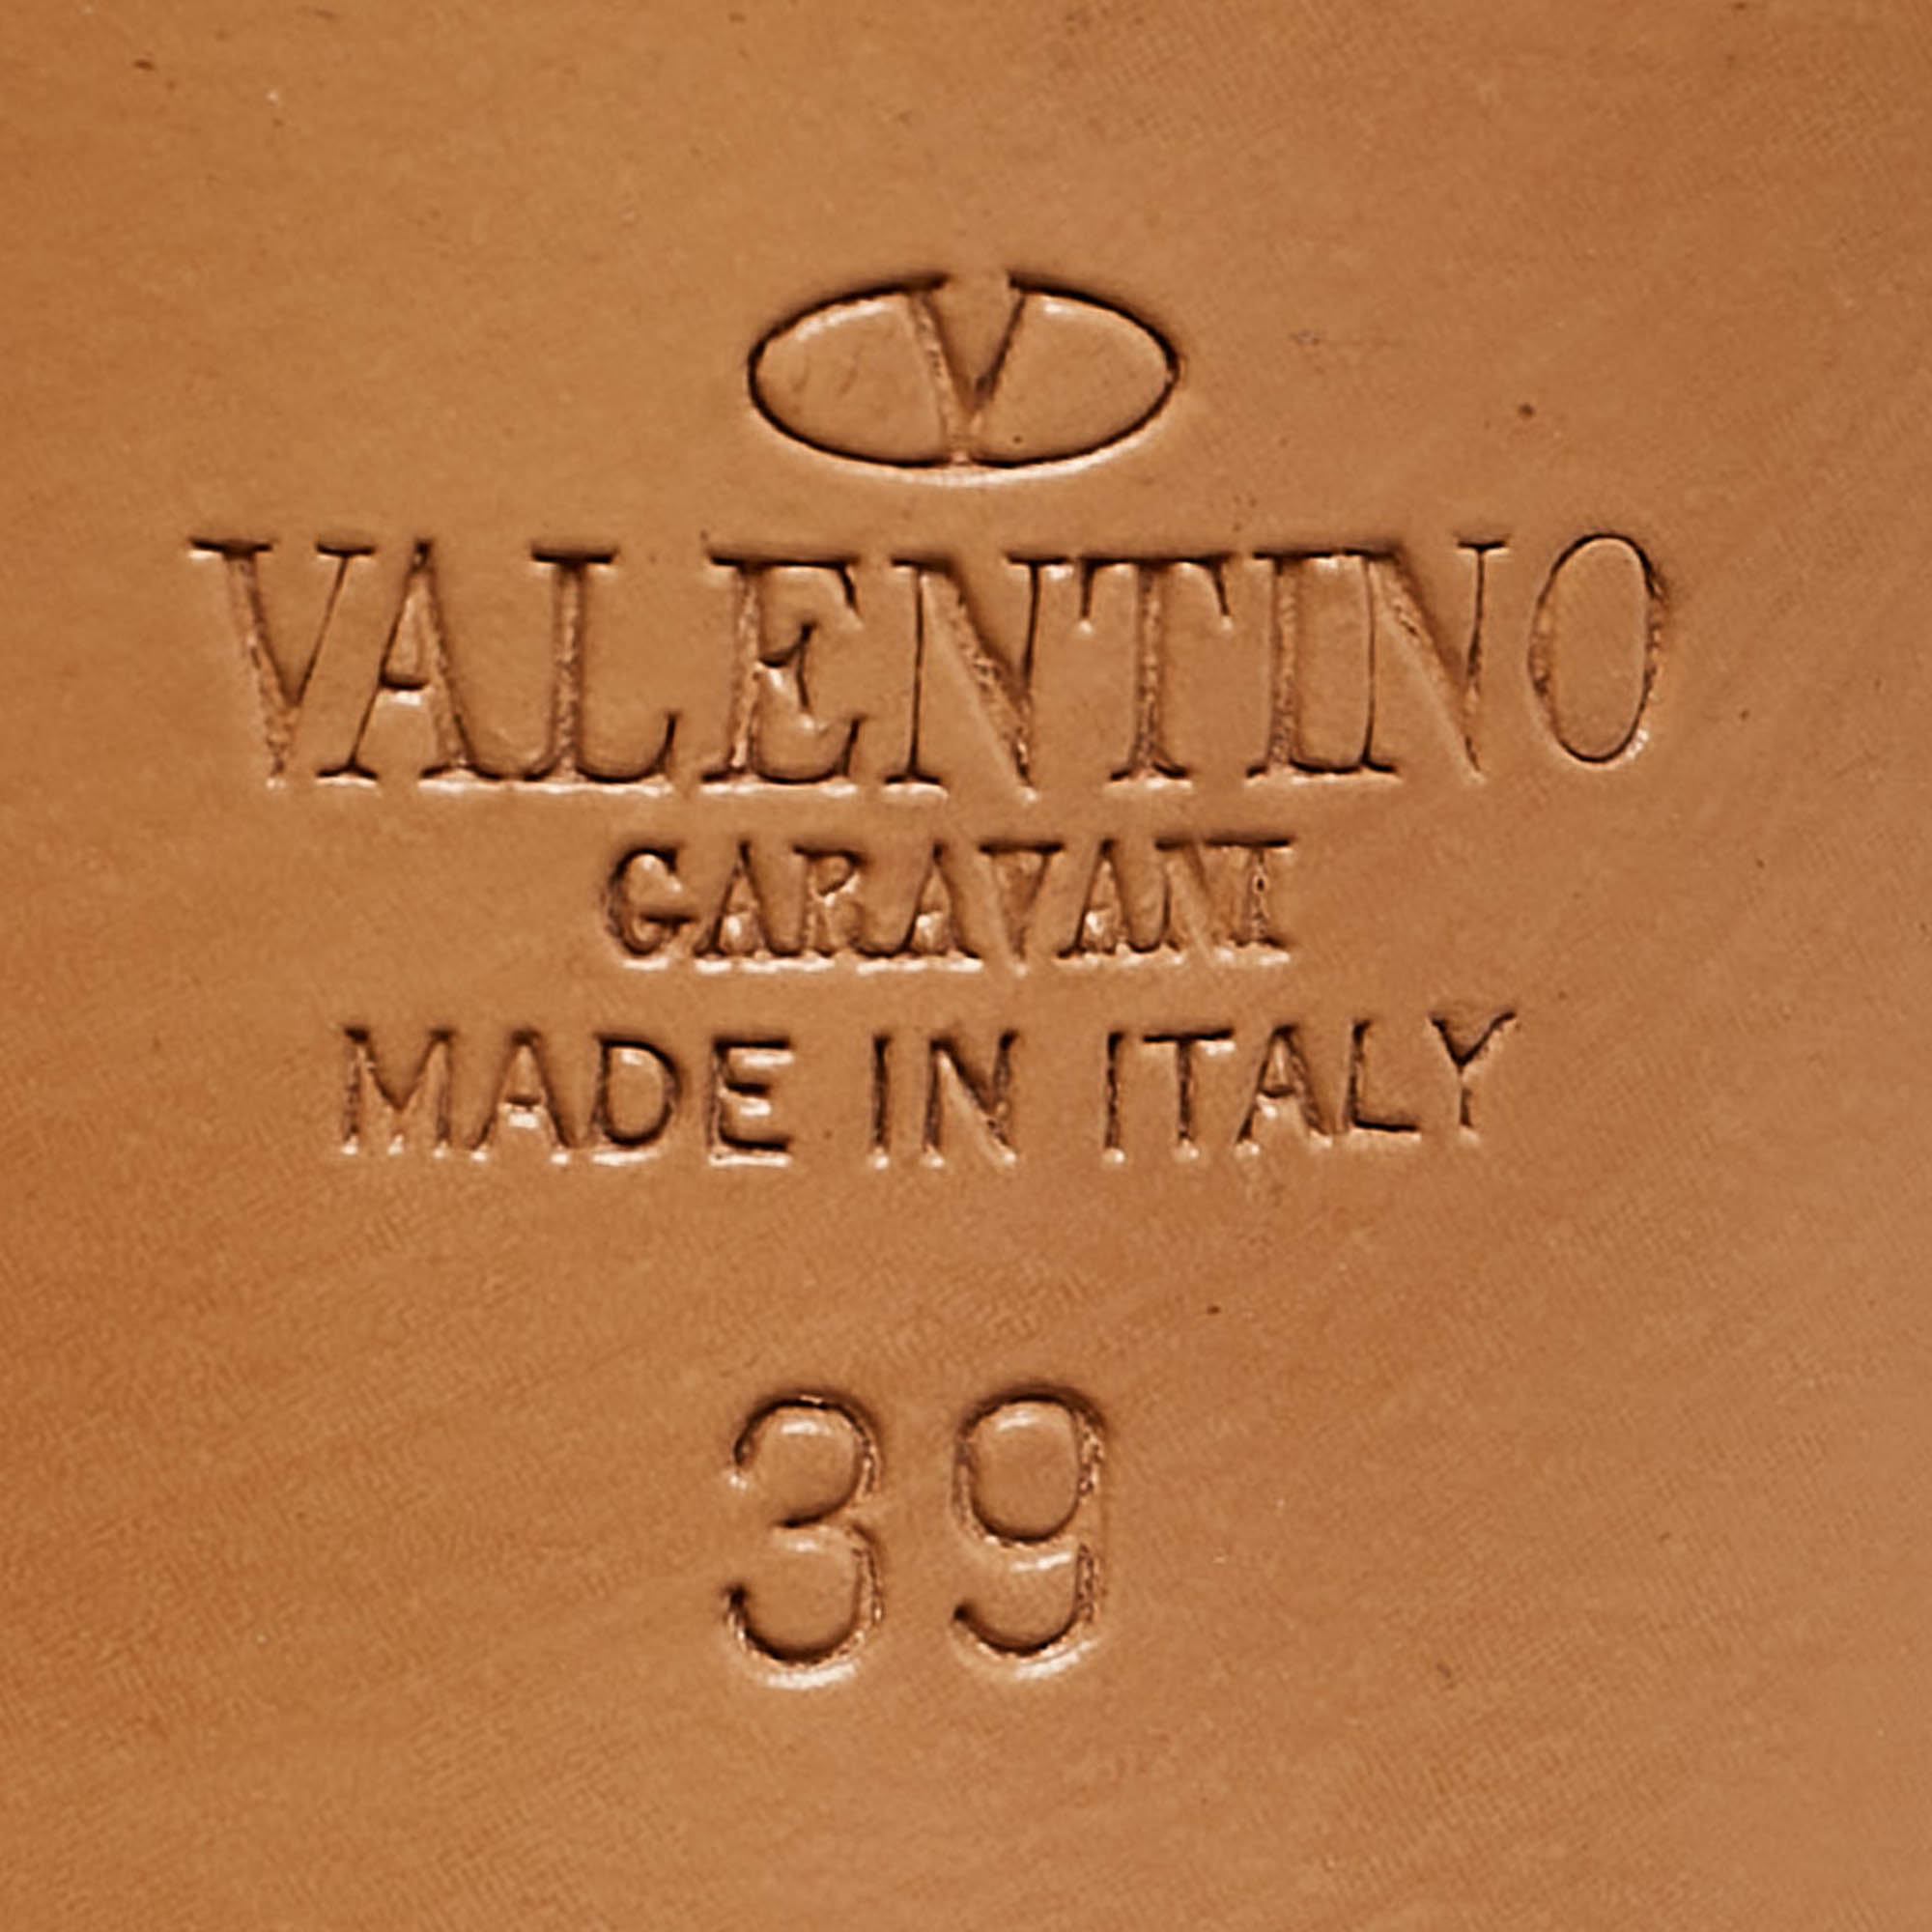 V
VALENTINO
GARAVANI
MADE IN ITALY
39